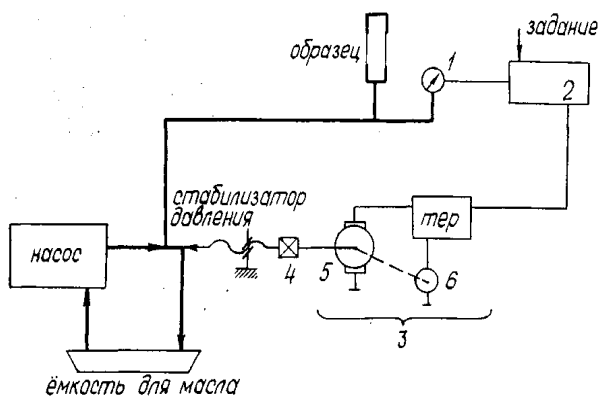 задание
образец
1
2
стабилизатор
давления
тер
насос
4
5
6
3
ёмкость для масла